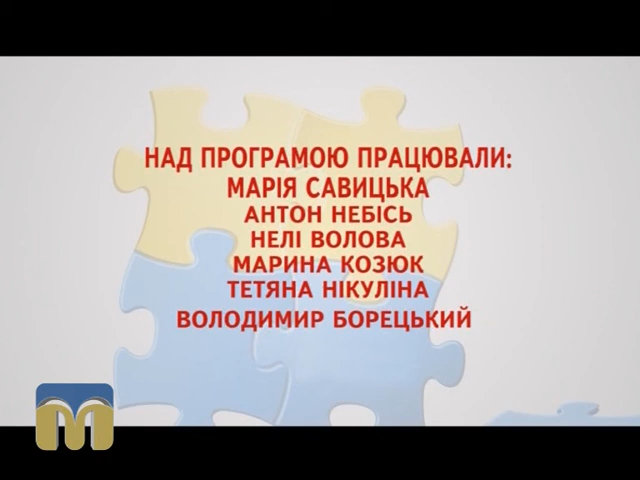 НАД ПРОГРАМОЮ ПРАЦЮВАЛИ:
МАРІЯ САВИЦЬКА
АНТОН НЕБІСЬ
НЕЛІ ВОЛОВА
МАРИНА КОЗЮК
ТЕТЯНА НІКУЛІНА
ВОЛОДИМИР БОРЕЦЬКИЙ
М